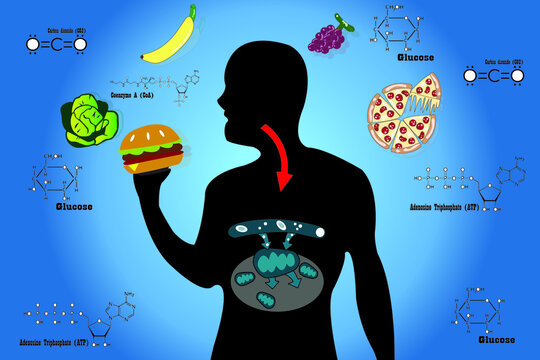 Carbon dioxide (CO2)
O=C=O
Glucose
Carbon dioxide (CO2)
O=C=O
Coenzyme A (CoA)
Glucose
Adenosine Triphosphate (ATP)
Adenosine Triphosphate (ATP)
Glucose